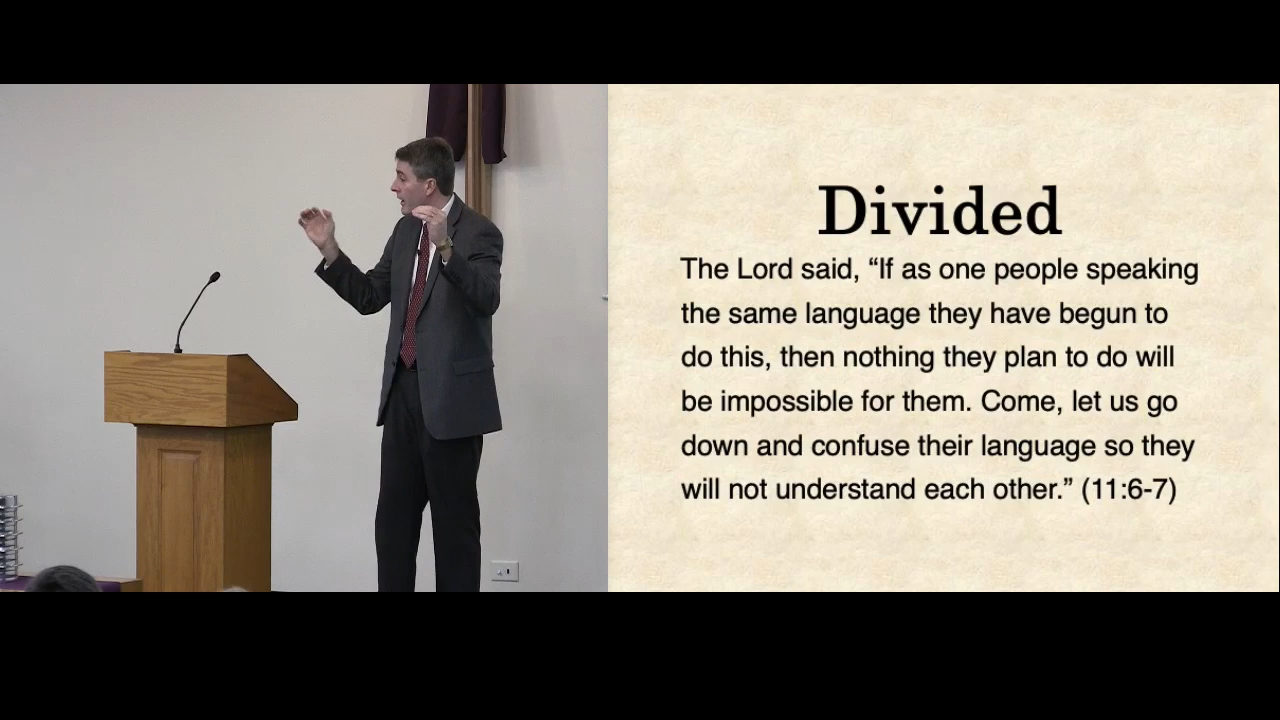 Divided
The Lord said, “If as one people speaking
the same language they have begun to
do this, then nothing they plan to do will
be impossible for them. Come, let us go
down and confuse their language so they
will not understand each other.” (11:6-7)